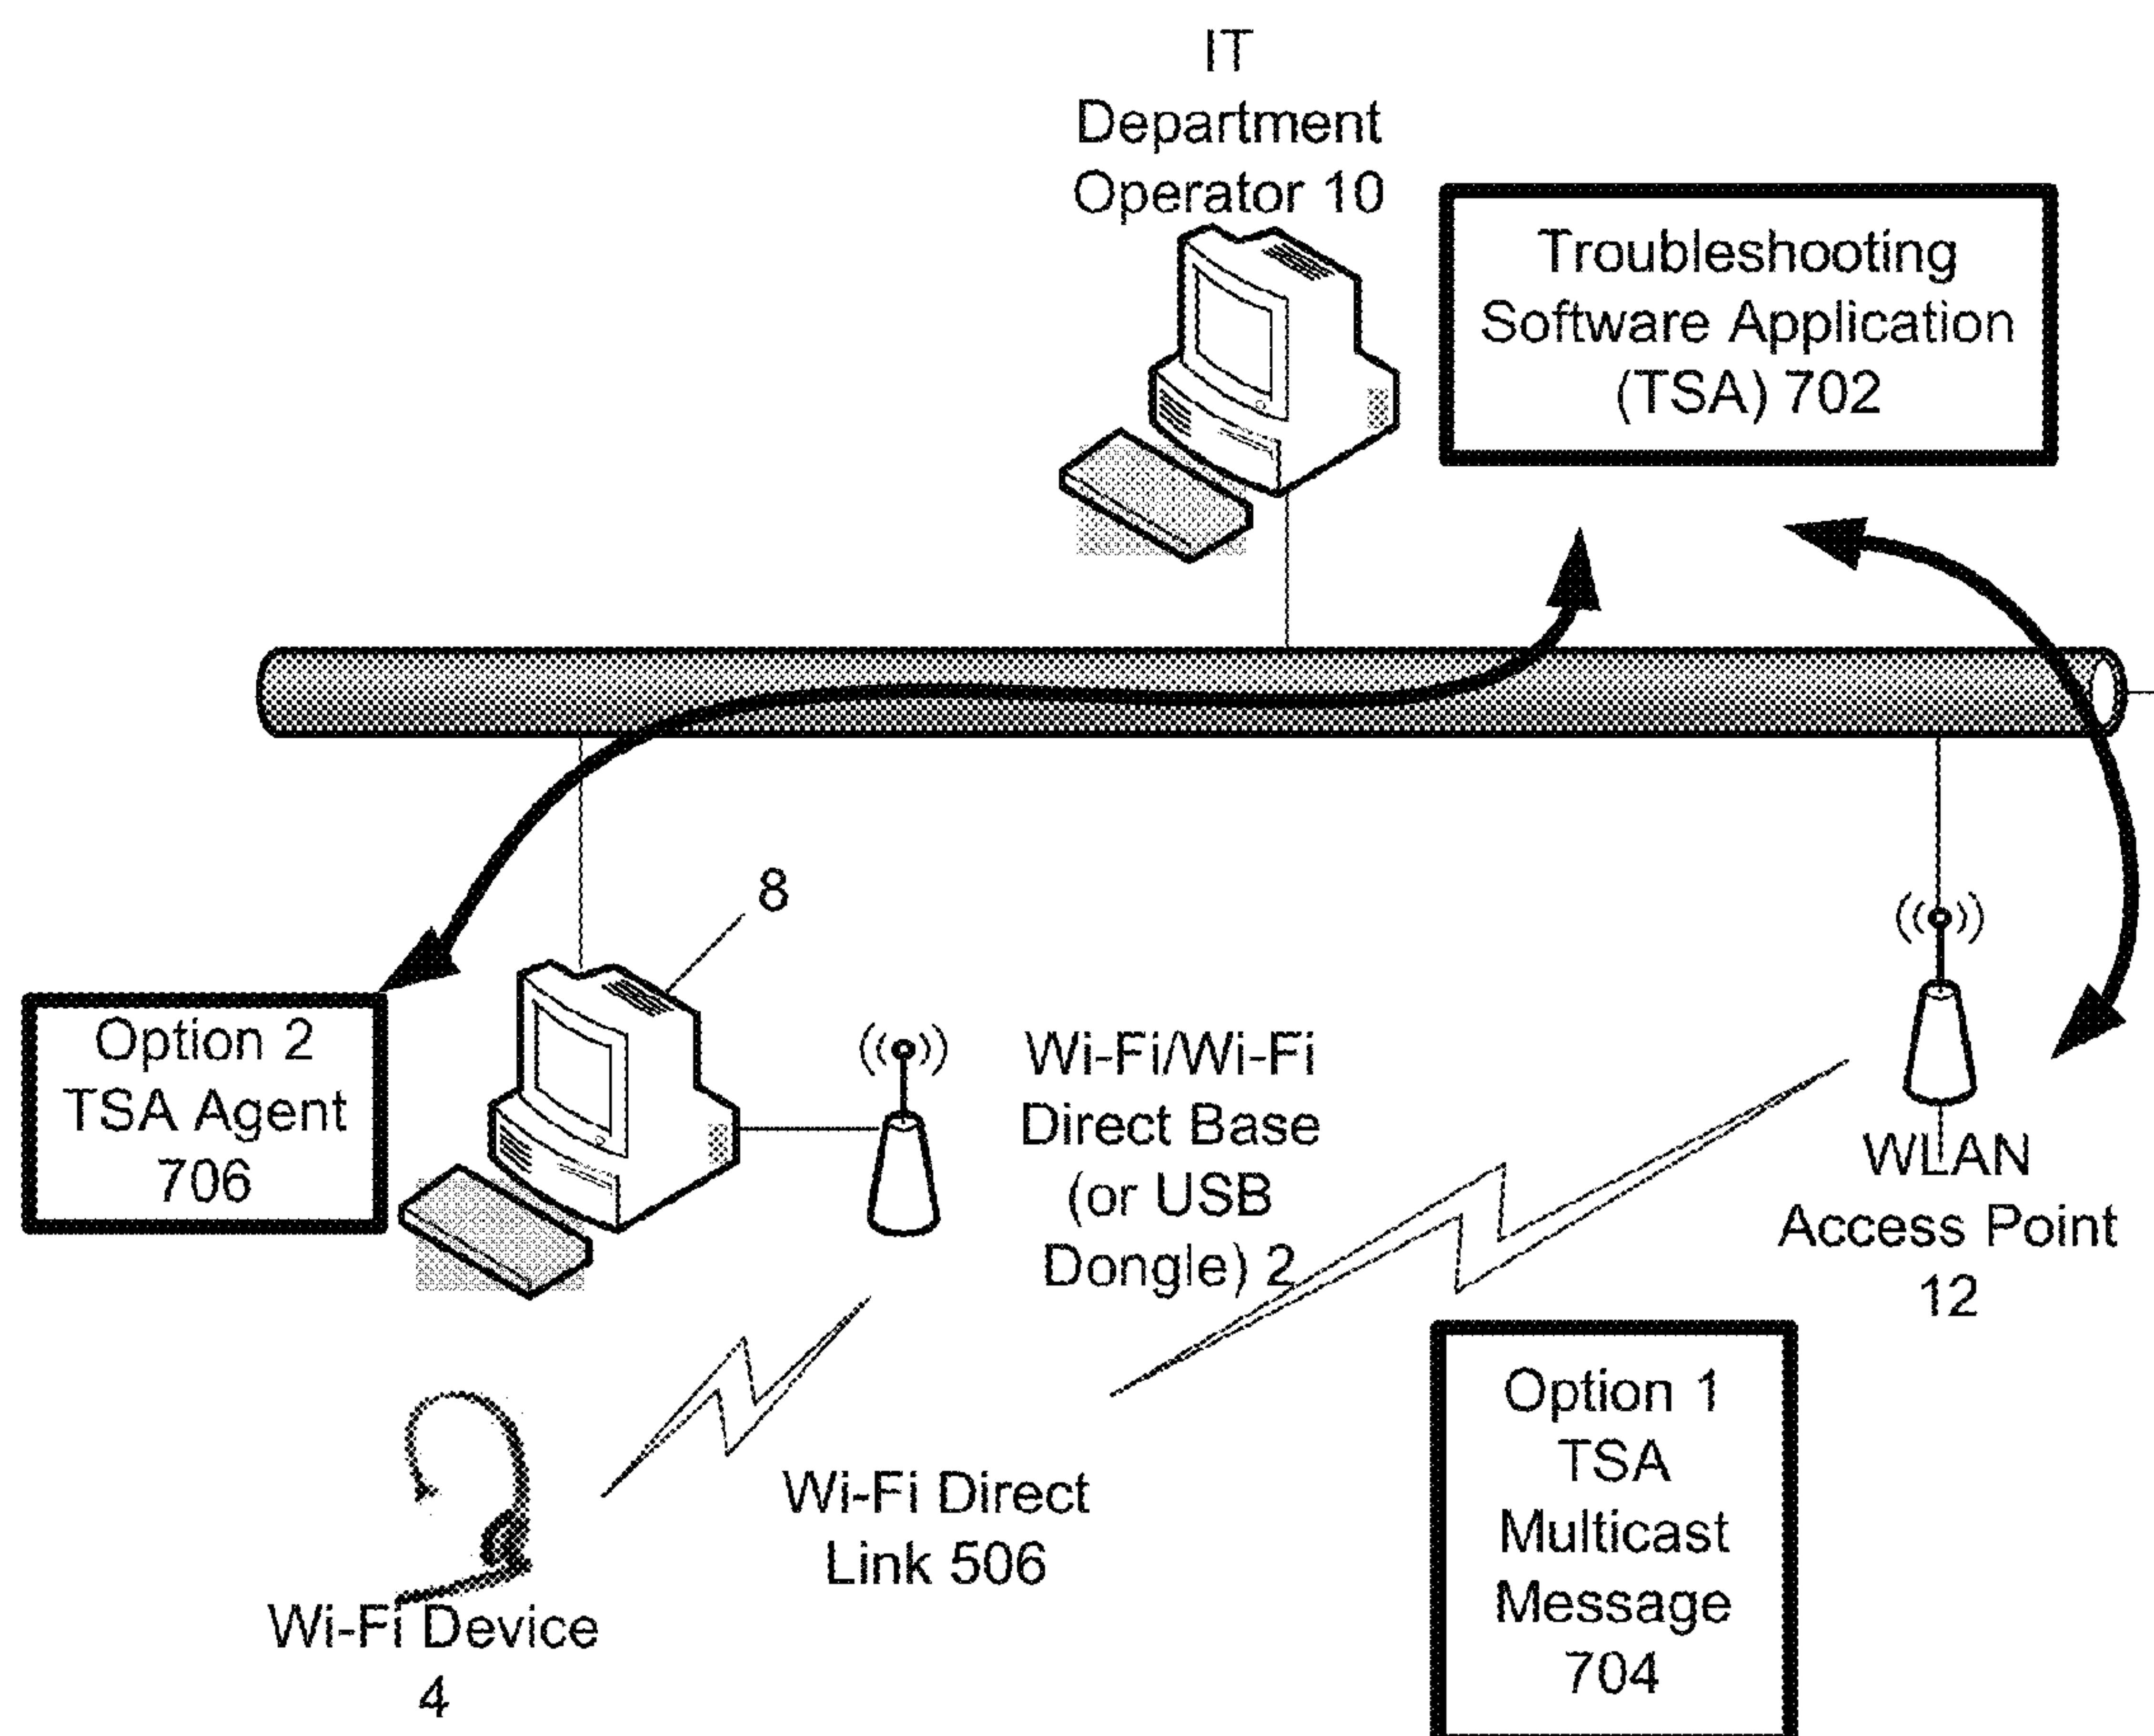 IT
Department
Operator 10
Troubleshooting
Software Application
(TSA) 702
8
Option 2
TSA Agent
706
Wi-Fi/Wi-Fi
Direct Base
(or USB
Dongle) 2
WLAN
Access Point
12
Wi-Fi Direct
Link 506
Option 1
TSA
Multicast
Message
704
Wi-Fi Device
4